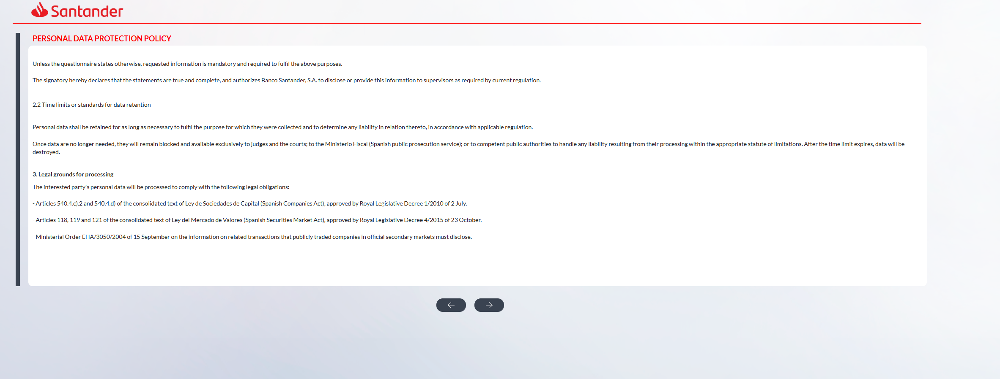 Santander
PERSONAL DATA PROTECTION POLICY
Unless the questionnaire states otherwise, requested information is mandatory and required to fulfil the above purposes.
The signatory hereby declares that the statements are true and complete, and authorizes Banco Santander, S.A. to disclose or provide this information to supervisors as required by current regulation.
2.2 Time limits or standards for data retention
Personal data shall be retained for as long as necessary to fulfil the purpose for which they were collected and to determine any liability in relation thereto, in accordance with applicable regulation.
Once data are no longer needed, they will remain blocked and available exclusively to judges and the courts; to the Ministerio Fiscal (Spanish public prosecution service); or to competent public authorities to handle any liability resulting from their processing within the appropriate statute of limitations. After the time limit expires, data will be
destroyed.
3. Legal grounds for processing
The interested party's personal data will be processed to comply with the following legal obligations:
- Articles 540.4.c).2 and 540.4.d) of the consolidated text of Ley de Sociedades de Capital (Spanish Companies Act), approved by Royal Legislative Decree 1/2010 of 2 July.
- Articles 118, 119 and 121 of the consolidated text of Ley del Mercado de Valores (Spanish Securities Market Act), approved by Royal Legislative Decree 4/2015 of 23 October.
- Ministerial Order EHA/3050/2004 of 15 September on the information on related transactions that publicly traded companies in official secondary markets must disclose.